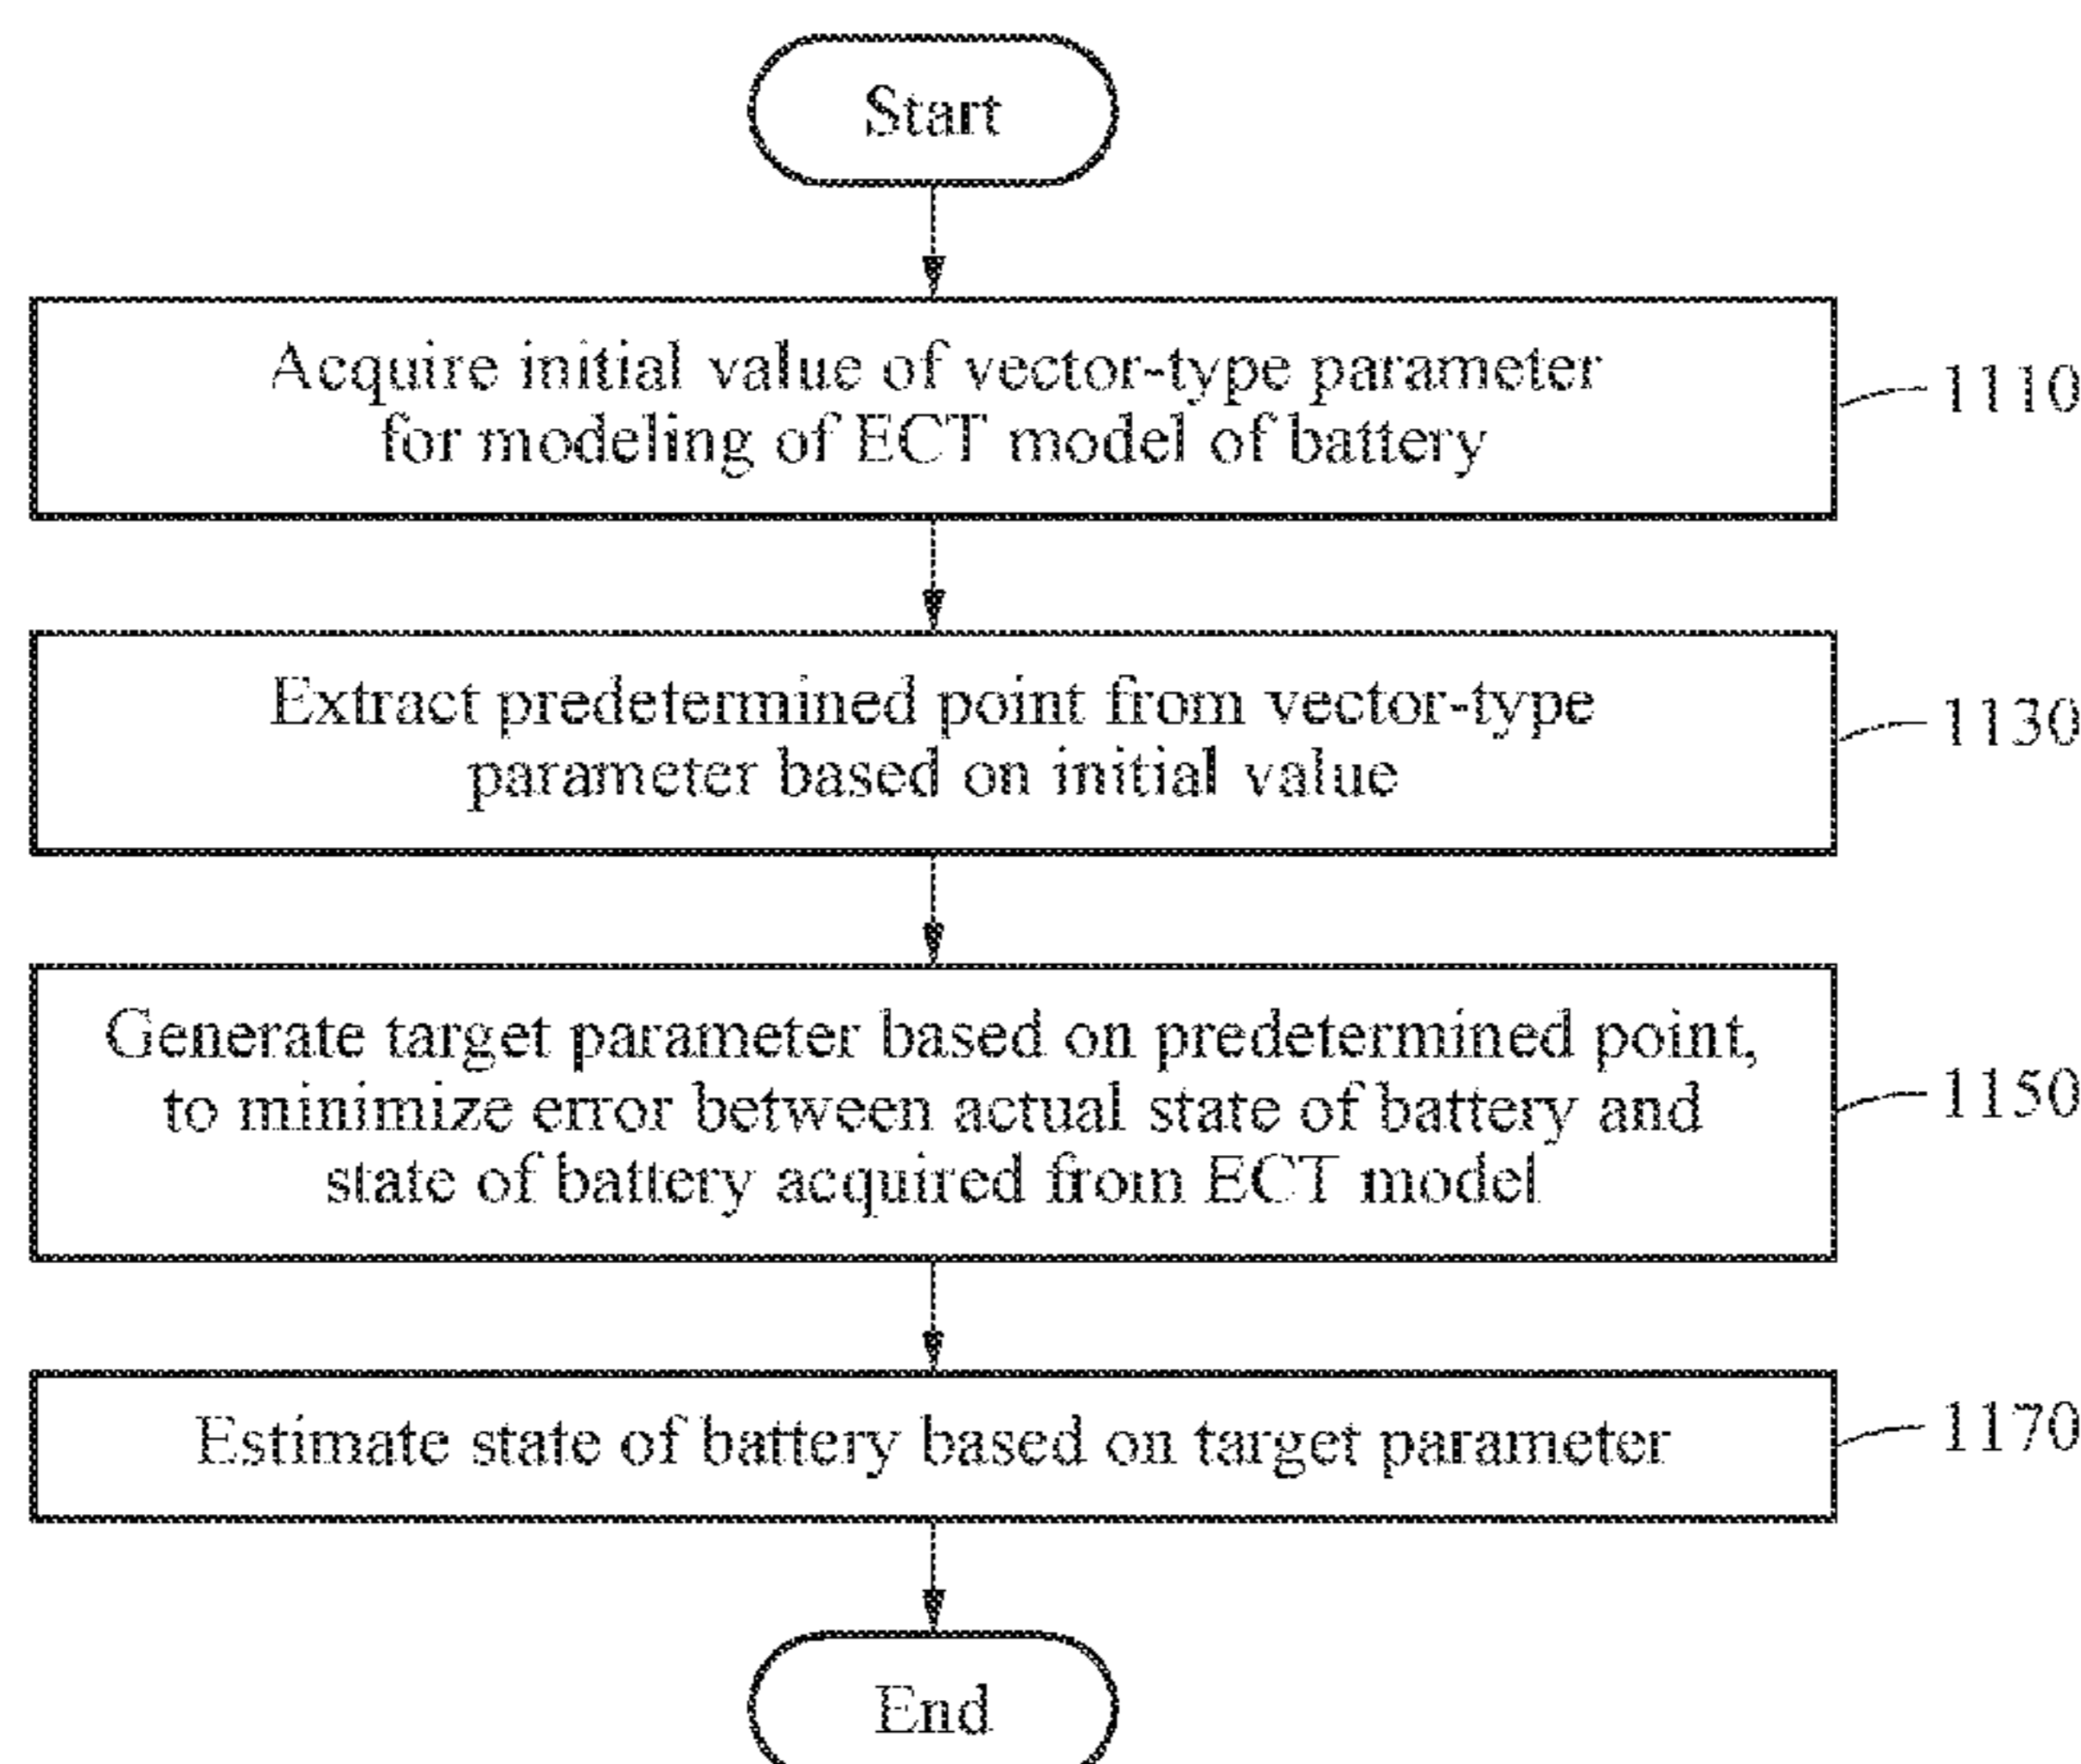 Start
Acquire initial value of vector-type parameter
for modeling of ECT model of battery
1110
Extract predetermined point from vector-type
parameter based on initial value
1130
Generate target parameter based on predetermined point,
to minimize error between actual state of battery and
state of battery acquired from ECT model
1150
Estimate state of battery based on target parameter
1170
End